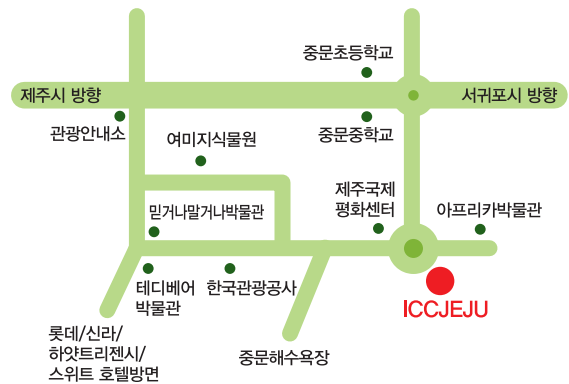 중문초등학교
제주시 방향
서귀포시 방향
관광안내소
중문중학교
여미지식물원
제주국제
평화센터
믿거나말거나박물관
아프리카박물관
테디베어
박물관
한국관광공사
ICCJEJU
롯데/신라/
하얏트리젠시/
스위트 호텔방면
중문해수욕장